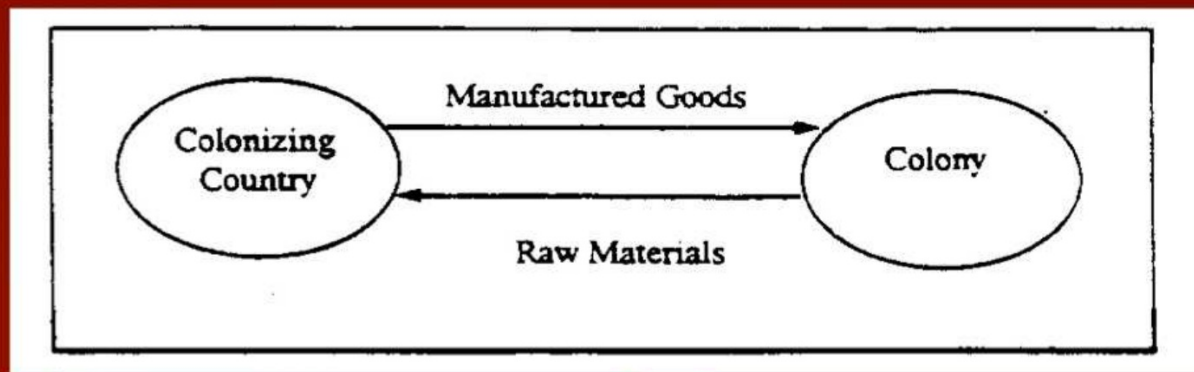 Manufactured Goods
Colonizing
Country
Colony
Raw Materials